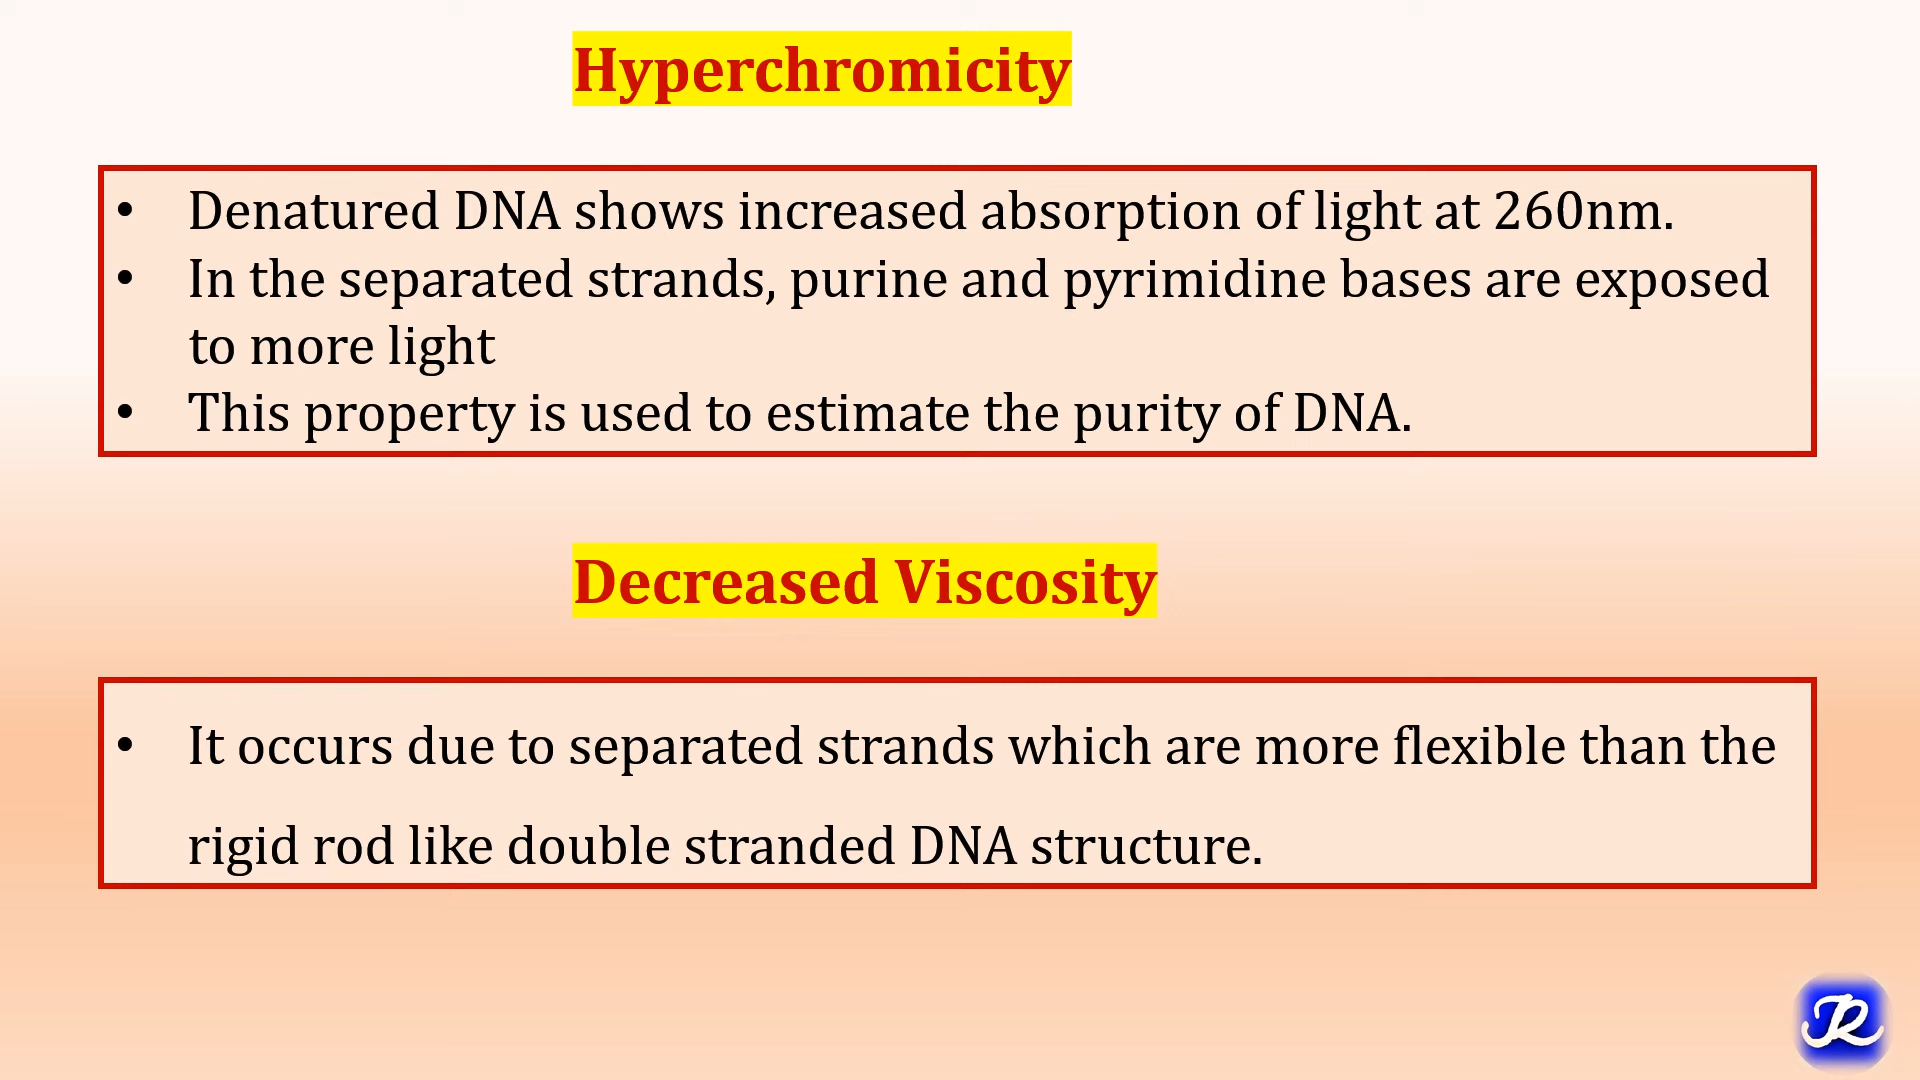 Hyperchromicity
• Denatured DNA shows increased absorption of light at 260nm.
• In the separated strands, purine and pyrimidine bases are exposed
to more light
• This property is used to estimate the purity of DNA.
Decreased Viscosity
• It occurs due to separated strands which are more flexible than the
rigid rod like double stranded DNA structure.
JR